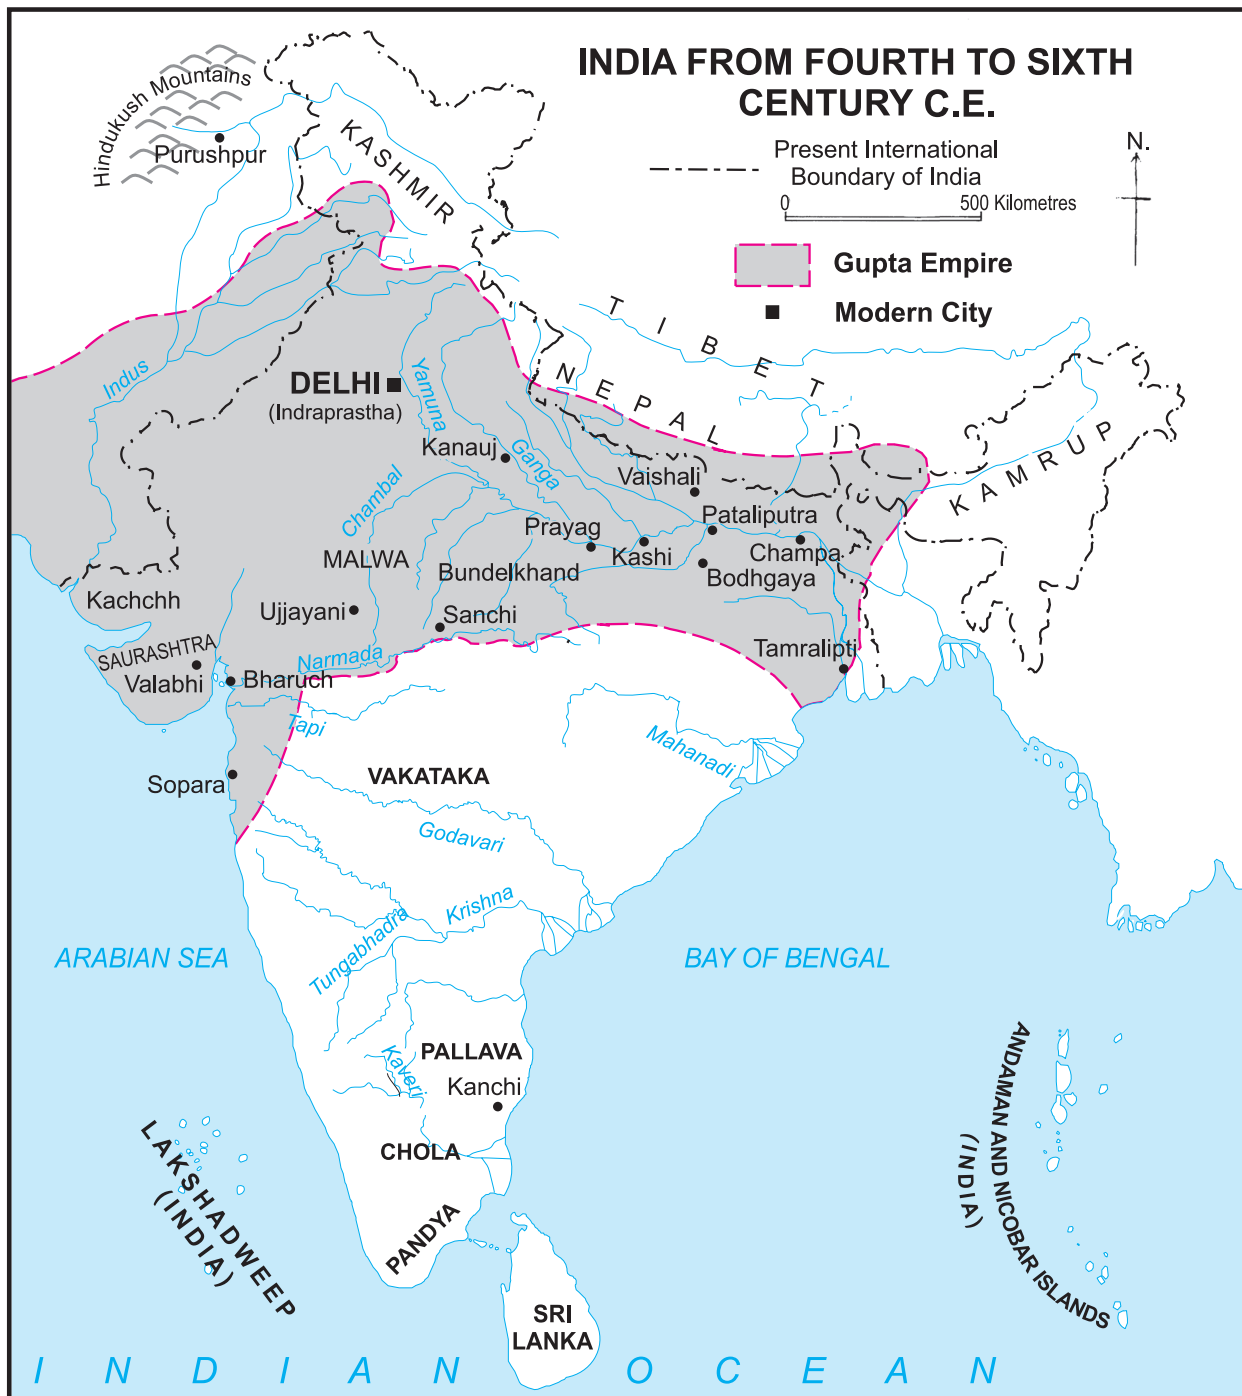 INDIA FROM FOURTH TO SIXTH
CENTURY C.E.
Present International
Boundary of India
0 500 Kilometres
N.
Gupta Empire
Modern City
Hindukush Mountains
Purushpur
KASHMIR
TIBET
NEPAL
KAMRUP
Indus
DELHI
(Indraprastha)
Yamuna
Kanauj
Ganga
Vaishali
Chambal
Pataliputra
Prayag
Kashi
Champa
MALWA
Bundelkhand
Bodhgaya
Kachchh
Ujjayani
Sanchi
SAURASHTRA
Narmada
Tamralipti
Valabhi
Bharuch
Tapi
Mahanadi
Sopara
VAKATAKA
Godavari
Krishna
Tungabhadra
ARABIAN SEA
BAY OF BENGAL
PALLAVA
Kaveri
Kanchi
CHOLA
PANDYA
LAKSHADWEEP
(INDIA)
ANDAMAN AND NICOBAR ISLANDS
(INDIA)
SRI
LANKA
INDIAN OCEAN